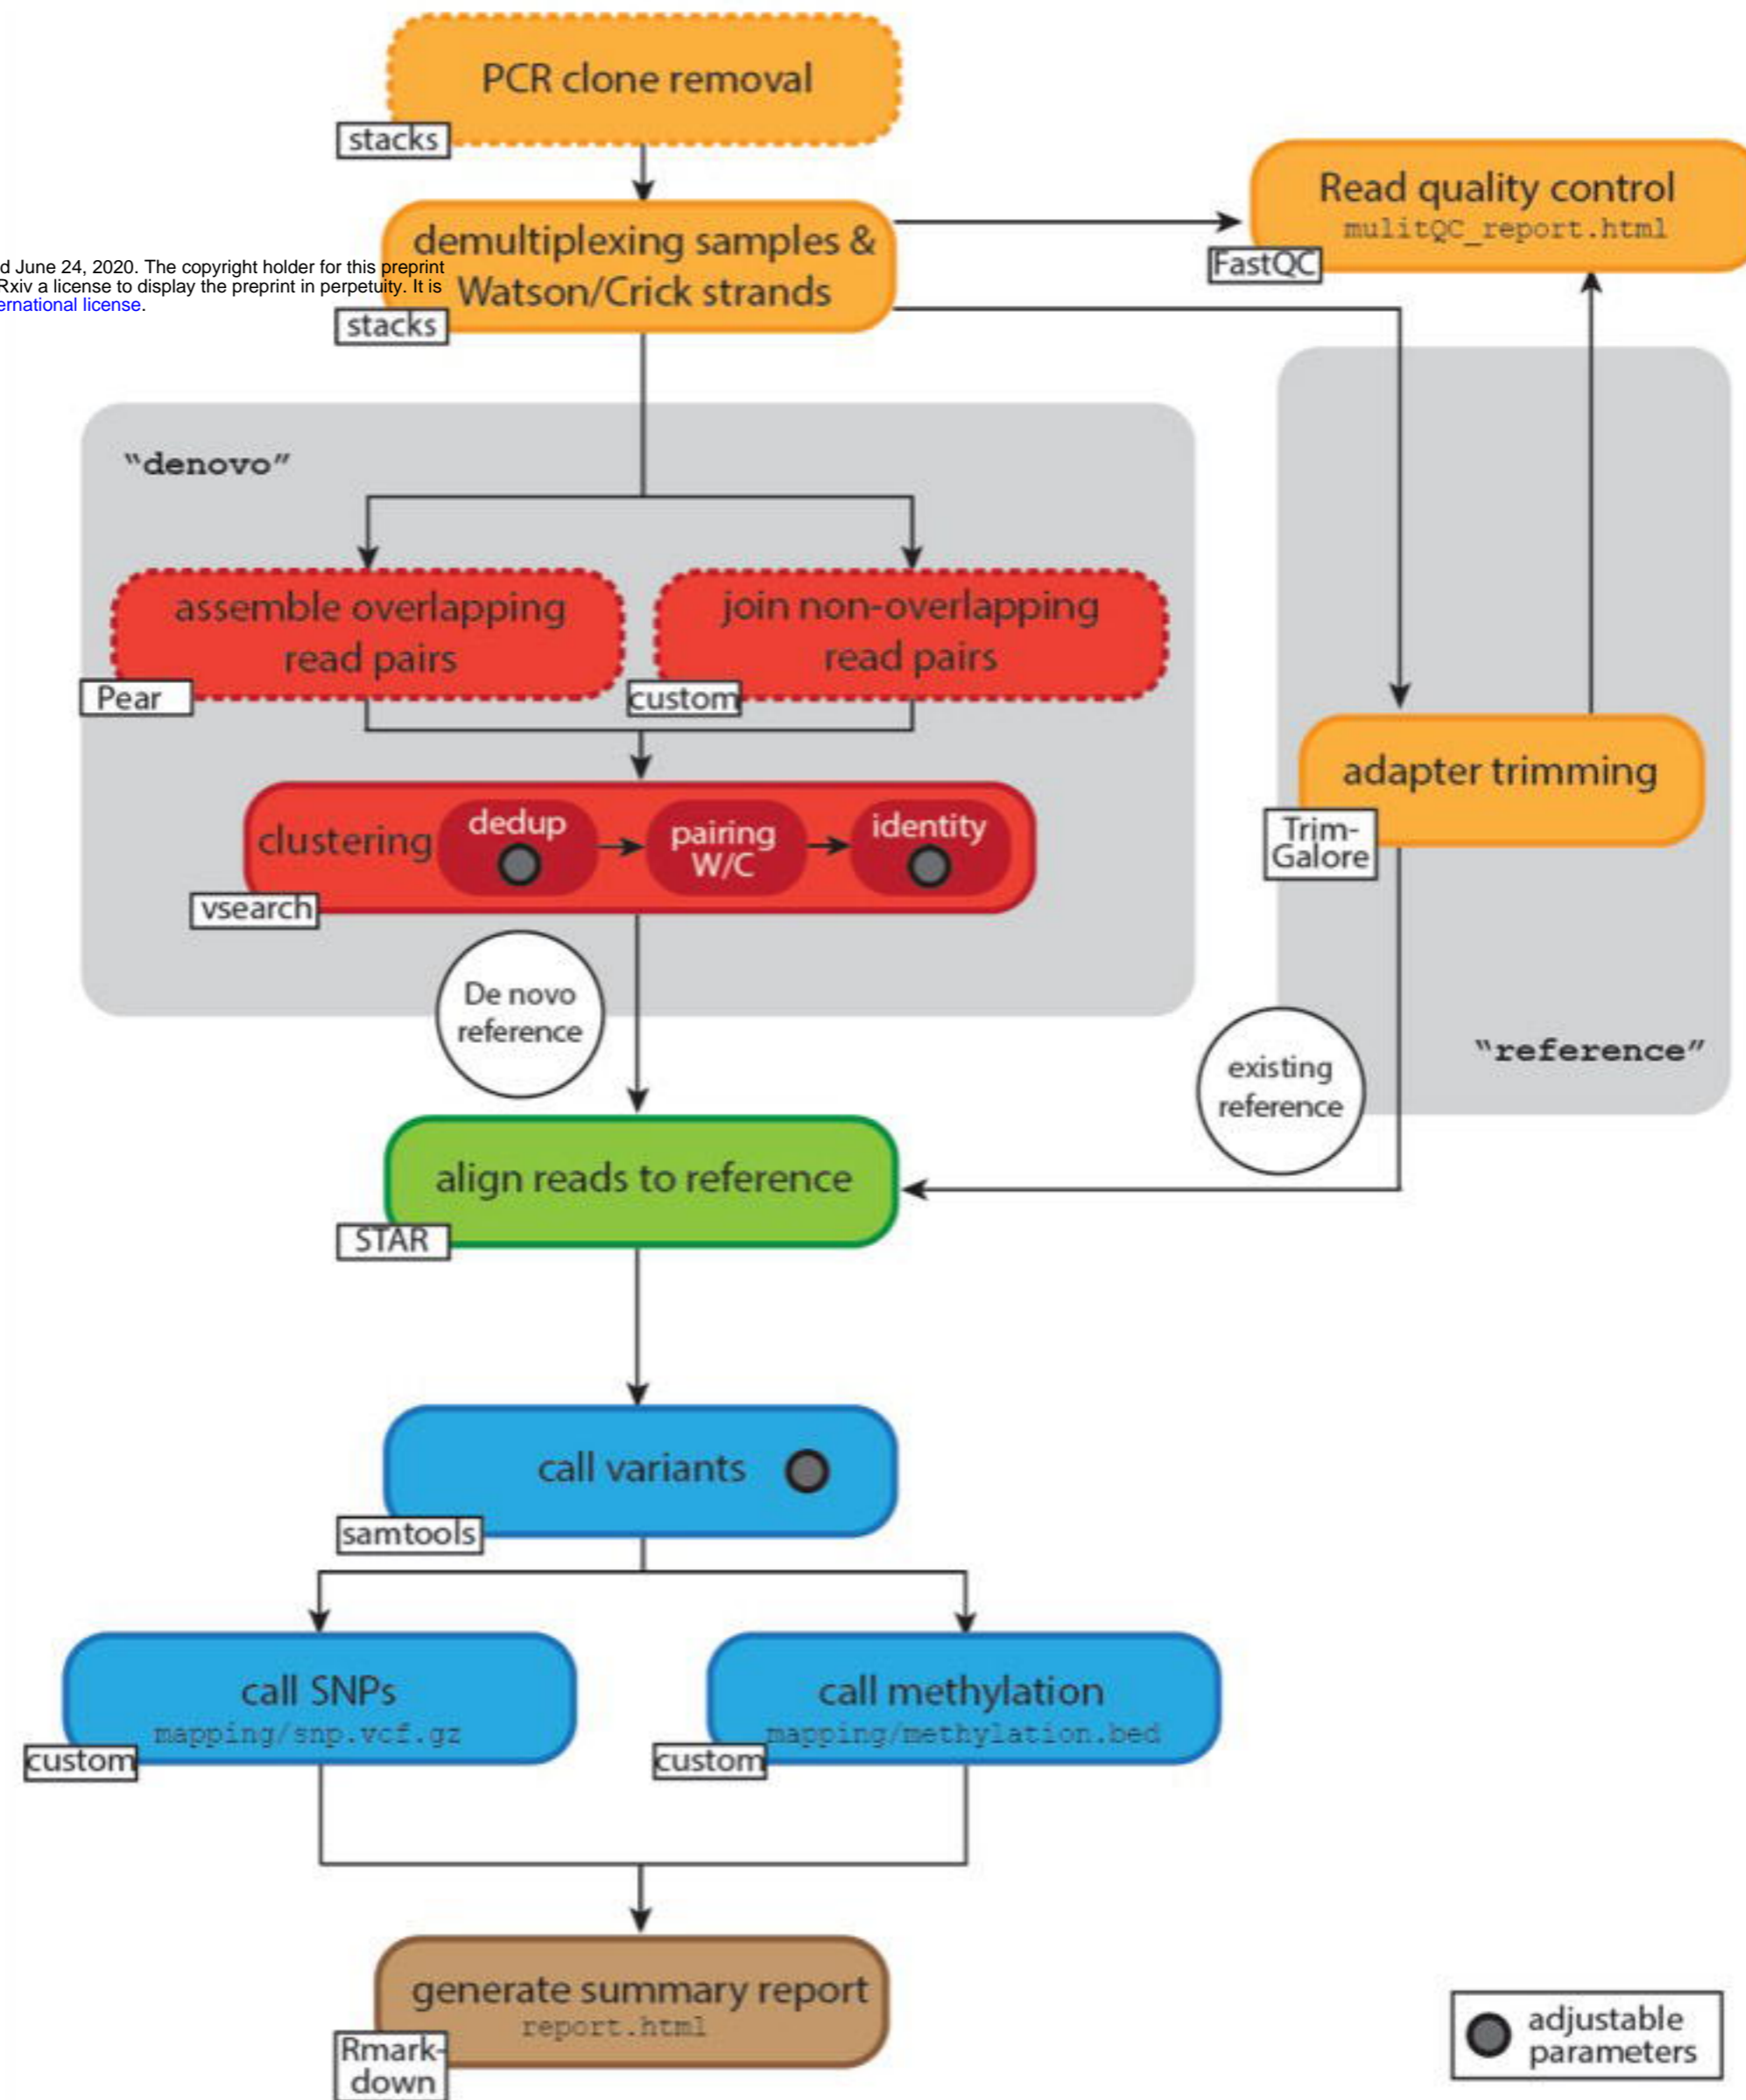 PCR clone removal
stacks
Read quality control
mulitQC_report.html
FastQC
demultiplexing samples &
Watson/Crick strands
stacks
d June 24, 2020. The copyright holder for this preprint
Rxiv a license to display the preprint in perpetuity. It is
ernational license.
"denovo"
assemble overlapping
read pairs
Pear
join non-overlapping
read pairs
custom
adapter trimming
Trim-
Galore
clustering
dedup
pairing
W/C
identity
vsearch
De novo
reference
existing
reference
"reference"
align reads to reference
STAR
call variants
samtools
call SNPs
mapping/snp.vcf.gz
custom
call methylation
mapping/methylation.bed
custom
generate summary report
report.html
Rmark-
down
adjustable
parameters